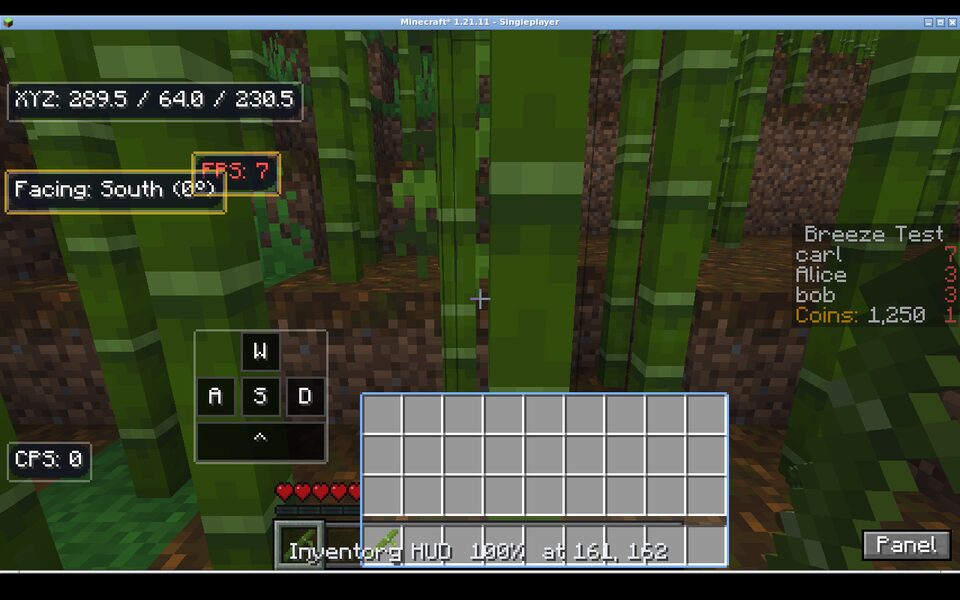 Minecraft* 1.21.11 - Singleplayer
XYZ: 289.5 / 64.0 / 230.5
FPS: 7
Facing: South (0°)
Breeze Test
carl 7
Alice 3
bob 3
Coins: 1,250 1
W
A S D
^
CPS: 0
Inventory HUD 100% at 161, 162
Panel